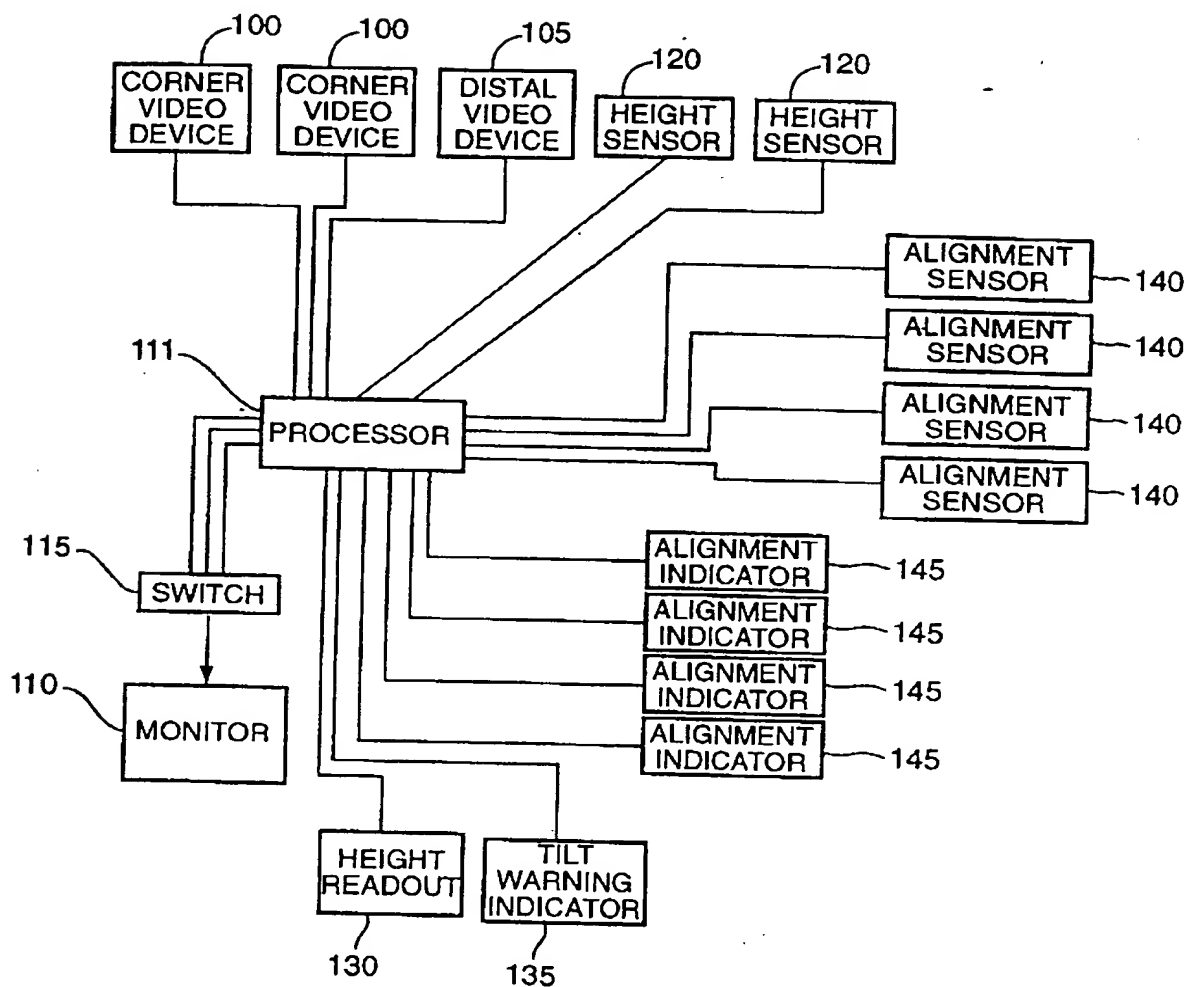 100
100
105
120
120
CORNER
VIDEO
DEVICE
CORNER
VIDEO
DEVICE
DISTAL
VIDEO
DEVICE
HEIGHT
SENSOR
HEIGHT
SENSOR
ALIGNMENT
SENSOR
140
ALIGNMENT
SENSOR
140
111
PROCESSOR
ALIGNMENT
SENSOR
140
ALIGNMENT
SENSOR
140
115
SWITCH
ALIGNMENT
INDICATOR
145
ALIGNMENT
INDICATOR
145
110
MONITOR
ALIGNMENT
INDICATOR
145
ALIGNMENT
INDICATOR
145
HEIGHT
READOUT
130
TILT
WARNING
INDICATOR
135